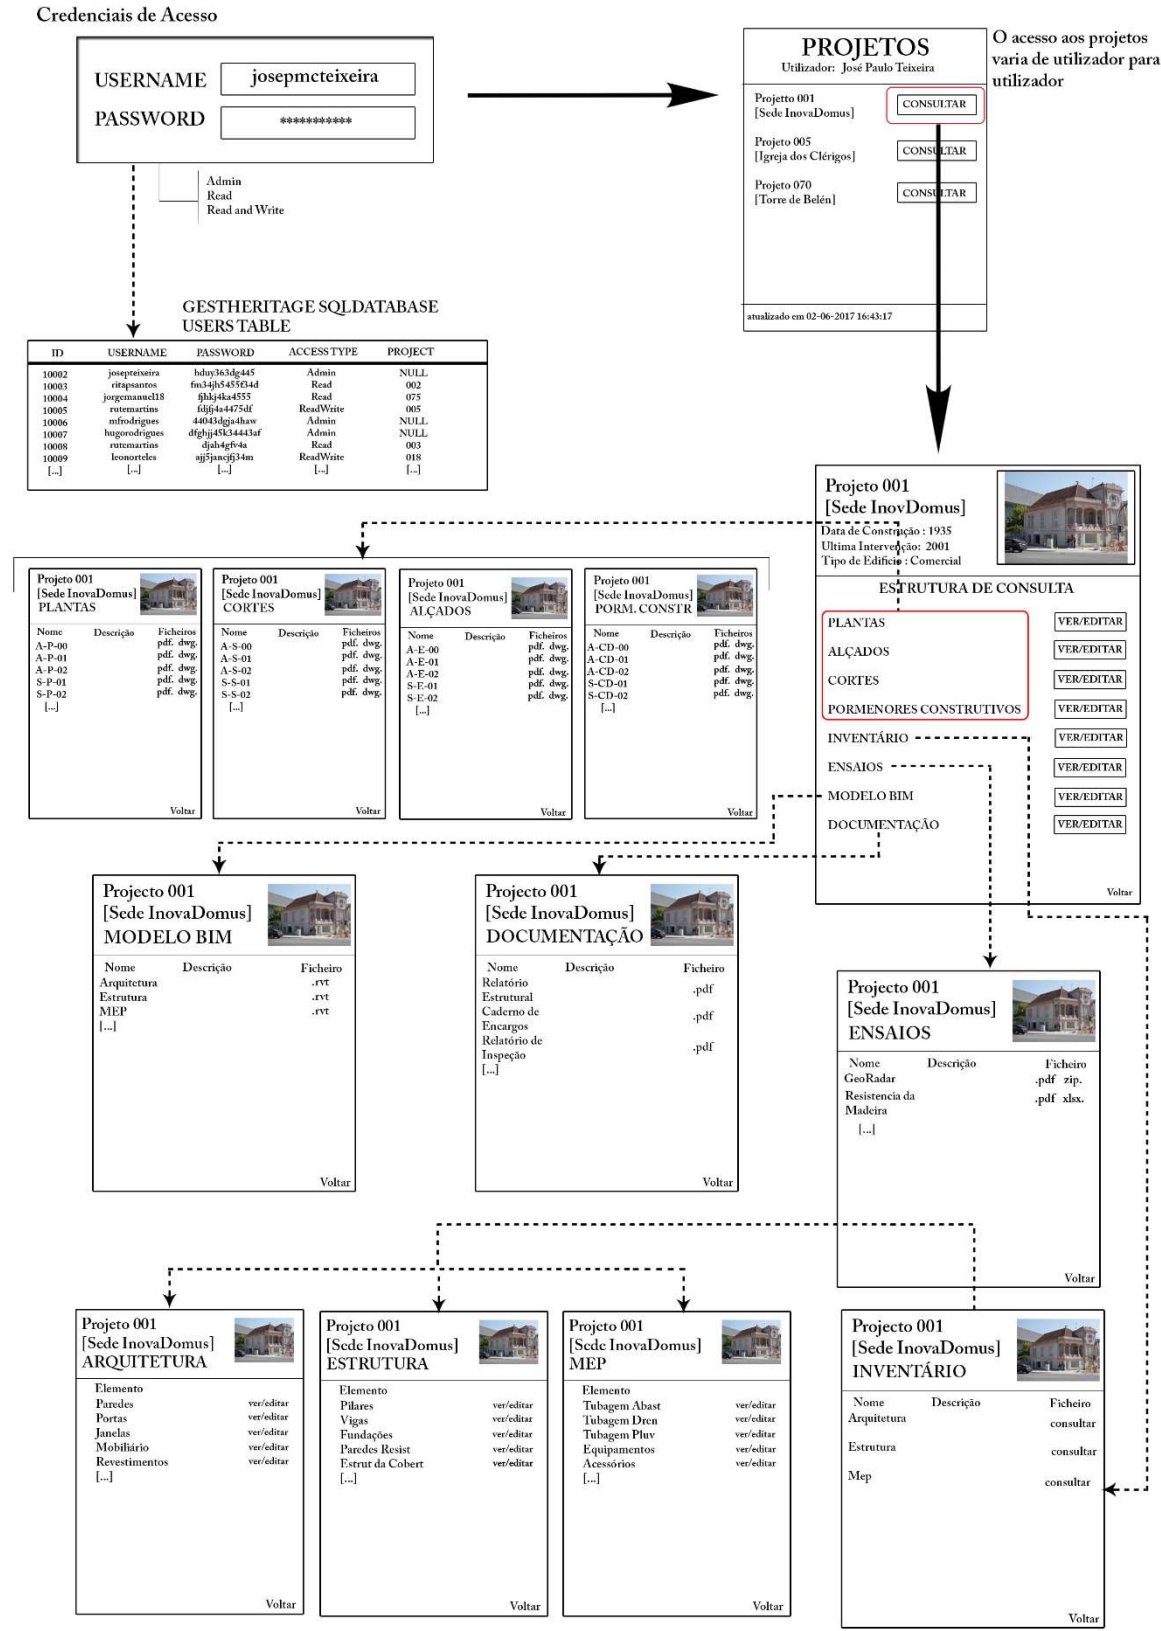 Credenciais de Acesso
USERNAME josepmcteixeira
PASSWORD ***********
Admin
Read
Read and Write
PROJETOS
Utilizador: José Paulo Teixeira
Projetto 001
[Sede InovaDomus]
CONSULTAR
Projeto 005
[Igreja dos Clérigos]
CONSULTAR
Projeto 070
[Torre de Belén]
CONSULTAR
atualizado em 02-06-2017 16:43:17
O acesso aos projetos
varia de utilizador para
utilizador
GESTHERITAGE SQLDATABASE
USERS TABLE
ID USERNAME PASSWORD ACCESS TYPE PROJECT
10002 josepteixeira hduy363dg445 Admin NULL
10003 ritapsantos fm34jh5455f34d Read 002
10004 jorgemanuel18 fjhkj4ka4555 Read 075
10005 rutemartins fdjfj4a4475df ReadWrite 005
10006 mfrodrigues 44043dgja4haw Admin NULL
10007 hugorodrigues dfghjj45k34443af Admin NULL
10008 rutemartins djah4gfv4a Read 003
10009 leonorteles ajj5jancjfj34m ReadWrite 018
[...] [...] [...] [...] [...]
Projeto 001
[Sede InovDomus]
Data de Construção : 1935
Ultima Intervenção: 2001
Tipo de Edificio : Comercial
ESTRUTURA DE CONSULTA
PLANTAS VER/EDITAR
ALÇADOS VER/EDITAR
CORTES VER/EDITAR
PORMENORES CONSTRUTIVOS VER/EDITAR
INVENTÁRIO VER/EDITAR
ENSAIOS VER/EDITAR
MODELO BIM VER/EDITAR
DOCUMENTAÇÃO VER/EDITAR
Voltar
Projeto 001
[Sede InovaDomus]
PLANTAS
Nome Descrição Ficheiros
A-P-00 pdf. dwg.
A-P-01 pdf. dwg.
A-P-02 pdf. dwg.
S-P-01 pdf. dwg.
S-P-02 pdf. dwg.
[...]
Voltar
Projeto 001
[Sede InovaDomus]
CORTES
Nome Descrição Ficheiros
A-S-00 pdf. dwg.
A-S-01 pdf. dwg.
A-S-02 pdf. dwg.
S-S-01 pdf. dwg.
S-S-02 pdf. dwg.
[...]
Voltar
Projeto 001
[Sede InovaDomus]
ALÇADOS
Nome Descrição Ficheiros
A-E-00 pdf. dwg.
A-E-01 pdf. dwg.
A-E-02 pdf. dwg.
S-E-01 pdf. dwg.
S-E-02 pdf. dwg.
[...]
Voltar
Projeto 001
[Sede InovaDomus]
PORM. CONSTR
Nome Descrição Ficheiros
A-CD-00 pdf. dwg.
A-CD-01 pdf. dwg.
A-CD-02 pdf. dwg.
S-CD-01 pdf. dwg.
S-CD-02 pdf. dwg.
[...]
Voltar
Projecto 001
[Sede InovaDomus]
MODELO BIM
Nome Descrição Ficheiro
Arquitetura .rvt
Estrutura .rvt
MEP .rvt
[...]
Voltar
Projecto 001
[Sede InovaDomus]
DOCUMENTAÇÃO
Nome Descrição Ficheiro
Relatório
Estrutural .pdf
Caderno de
Encargos .pdf
Relatório de
Inspeção .pdf
[...]
Voltar
Projecto 001
[Sede InovaDomus]
ENSAIOS
Nome Descrição Ficheiro
GeoRadar .pdf zip.
Resistencia da
Madeira .pdf xlsx.
[...]
Voltar
Projeto 001
[Sede InovaDomus]
ARQUITETURA
Elemento
Paredes ver/editar
Portas ver/editar
Janelas ver/editar
Mobiliário ver/editar
Revestimentos ver/editar
[...]
Voltar
Projeto 001
[Sede InovaDomus]
ESTRUTURA
Elemento
Pilares ver/editar
Vigas ver/editar
Fundações ver/editar
Paredes Resist ver/editar
Estrut da Cobert ver/editar
[...]
Voltar
Projeto 001
[Sede InovaDomus]
MEP
Elemento
Tubagem Abast ver/editar
Tubagem Dren ver/editar
Tubagem Pluv ver/editar
Equipamentos ver/editar
Acessórios ver/editar
[...]
Voltar
Projecto 001
[Sede InovaDomus]
INVENTÁRIO
Nome Descrição Ficheiro
Arquitetura consultar
Estrutura consultar
Mep consultar
Voltar